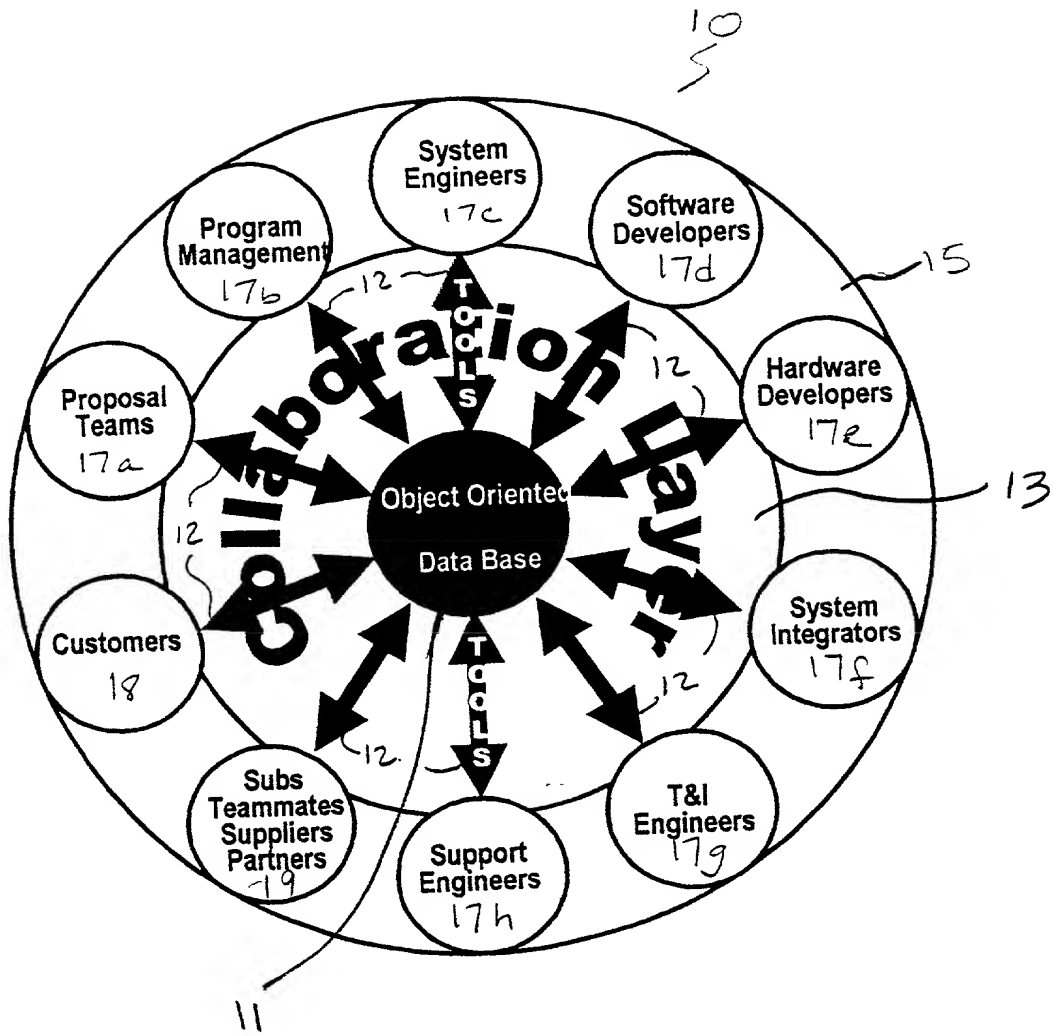 10
System
Engineers
17c
Program
Management
17b
Software
Developers
17d
15
12
TOOLS
Collaboration Layer
12
Proposal
Teams
17a
Hardware
Developers
17e
12
Object Oriented
Data Base
13
Customers
18
System
Integrators
17f
12
12
TOOLS
Subs
Teammates
Suppliers
Partners
19
Support
Engineers
17h
T&I
Engineers
17g
11